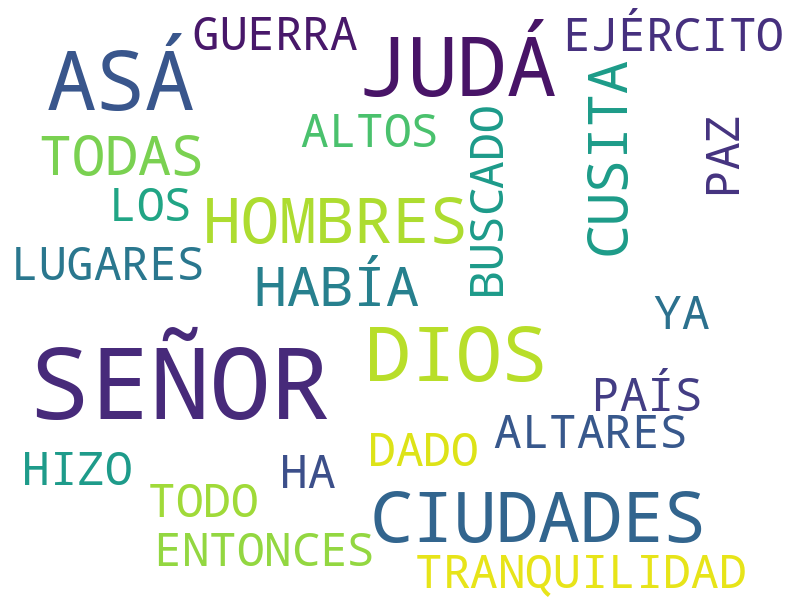 GUERRA
EJÉRCITO
ASÁ
JUDÁ
CUSITA
PAZ
TODAS
ALTOS
BUSCADO
LOS
HOMBRES
LUGARES
HABÍA
YA
SEÑOR
DIOS
PAÍS
ALTARES
HIZO
HA
DADO
TODO
CIUDADES
ENTONCES
TRANQUILIDAD